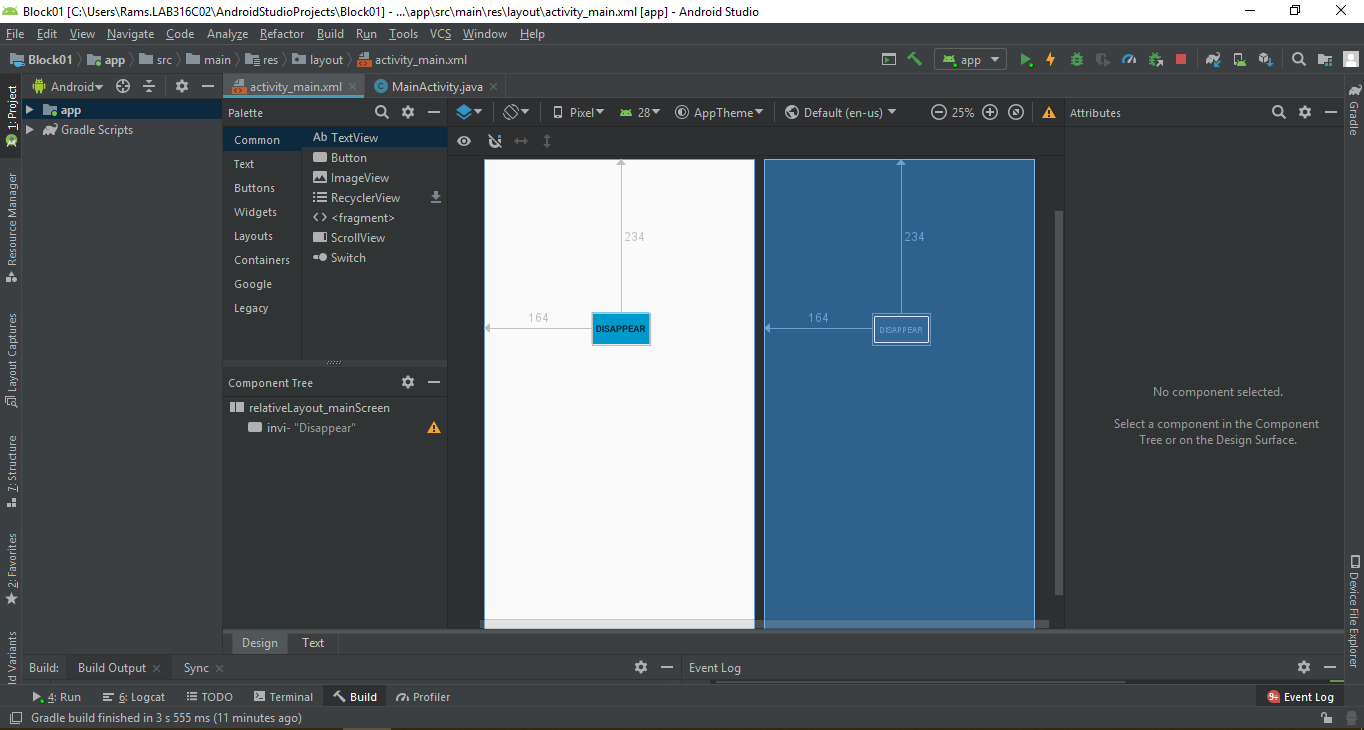 Block01 [C:\Users\Rams.LAB316C02\AndroidStudioProjects\Block01] - ...\app\src\main\res\layout\activity_main.xml [app] - Android Studio
File Edit View Navigate Code Analyze Refactor Build Run Tools VCS Window Help
Block01 app src main res layout activity_main.xml app
1: Project
Resource Manager
Layout Captures
7: Structure
2: Favorites
ld Variants
Android
app
Gradle Scripts
activity_main.xml MainActivity.java
Palette
Common
Text
Buttons
Widgets
Layouts
Containers
Google
Legacy
Ab TextView
Button
ImageView
RecyclerView
<fragment>
ScrollView
Switch
Component Tree
relativeLayout_mainScreen
invi- "Disappear"
Pixel 28 AppTheme Default (en-us) 25%
234
164
DISAPPEAR
234
164
DISAPPEAR
Attributes
No component selected.
Select a component in the Component
Tree or on the Design Surface.
Gradle
Device File Explorer
Design Text
Build: Build Output Sync
Event Log
4: Run 6: Logcat TODO Terminal Build Profiler
9+ Event Log
Gradle build finished in 3 s 555 ms (11 minutes ago)